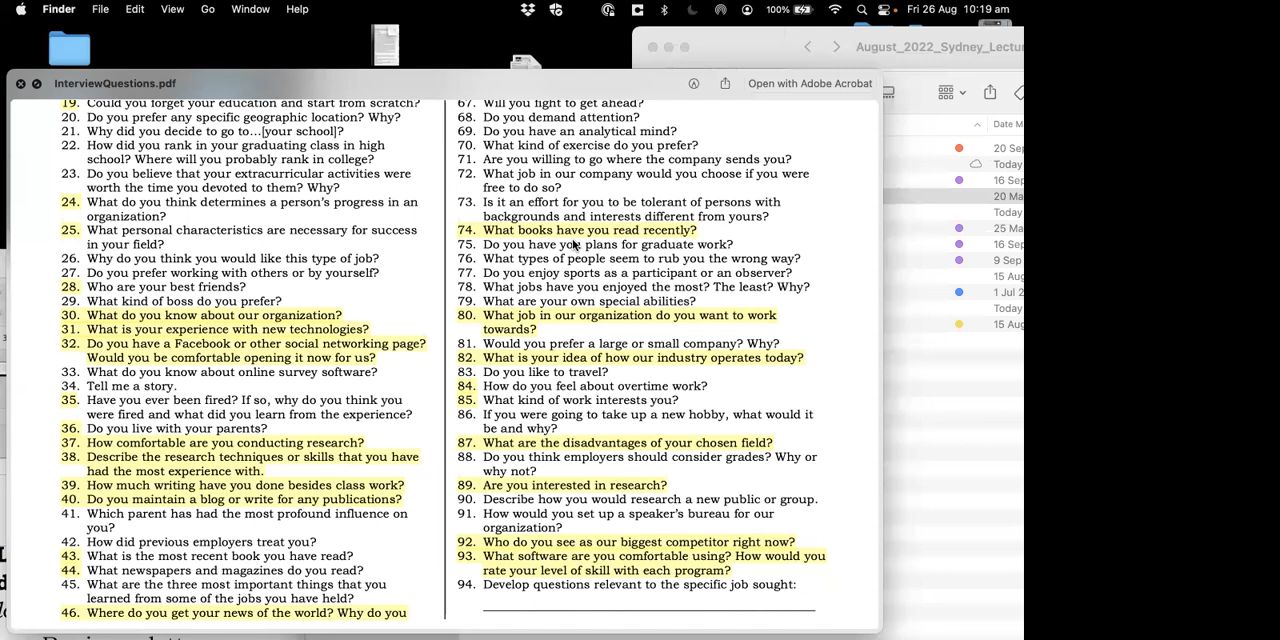 Finder File Edit View Go Window Help 100% Fri 26 Aug 10:19 am
August_2022_Sydney_Lectu
InterviewQuestions.pdf Open with Adobe Acrobat
19. Could you forget your education and start from scratch?
20. Do you prefer any specific geographic location? Why?
21. Why did you decide to go to...[your school]?
22. How did you rank in your graduating class in high
school? Where will you probably rank in college?
23. Do you believe that your extracurricular activities were
worth the time you devoted to them? Why?
24. What do you think determines a person's progress in an
organization?
25. What personal characteristics are necessary for success
in your field?
26. Why do you think you would like this type of job?
27. Do you prefer working with others or by yourself?
28. Who are your best friends?
29. What kind of boss do you prefer?
30. What do you know about our organization?
31. What is your experience with new technologies?
32. Do you have a Facebook or other social networking page?
Would you be comfortable opening it now for us?
33. What do you know about online survey software?
34. Tell me a story.
35. Have you ever been fired? If so, why do you think you
were fired and what did you learn from the experience?
36. Do you live with your parents?
37. How comfortable are you conducting research?
38. Describe the research techniques or skills that you have
had the most experience with.
39. How much writing have you done besides class work?
40. Do you maintain a blog or write for any publications?
41. Which parent has had the most profound influence on
you?
42. How did previous employers treat you?
43. What is the most recent book you have read?
44. What newspapers and magazines do you read?
45. What are the three most important things that you
learned from some of the jobs you have held?
46. Where do you get your news of the world? Why do you
67. Will you fight to get ahead?
68. Do you demand attention?
69. Do you have an analytical mind?
70. What kind of exercise do you prefer?
71. Are you willing to go where the company sends you?
72. What job in our company would you choose if you were
free to do so?
73. Is it an effort for you to be tolerant of persons with
backgrounds and interests different from yours?
74. What books have you read recently?
75. Do you have you plans for graduate work?
76. What types of people seem to rub you the wrong way?
77. Do you enjoy sports as a participant or an observer?
78. What jobs have you enjoyed the most? The least? Why?
79. What are your own special abilities?
80. What job in our organization do you want to work
towards?
81. Would you prefer a large or small company? Why?
82. What is your idea of how our industry operates today?
83. Do you like to travel?
84. How do you feel about overtime work?
85. What kind of work interests you?
86. If you were going to take up a new hobby, what would it
be and why?
87. What are the disadvantages of your chosen field?
88. Do you think employers should consider grades? Why or
why not?
89. Are you interested in research?
90. Describe how you would research a new public or group.
91. How would you set up a speaker's bureau for our
organization?
92. Who do you see as our biggest competitor right now?
93. What software are you comfortable using? How would you
rate your level of skill with each program?
94. Develop questions relevant to the specific job sought:
Date M
20 Sep
Today
16 Sep
20 Ma
Today
25 Ma
16 Sep
9 Sep
15 Aug
1 Jul 2
Today
15 Aug